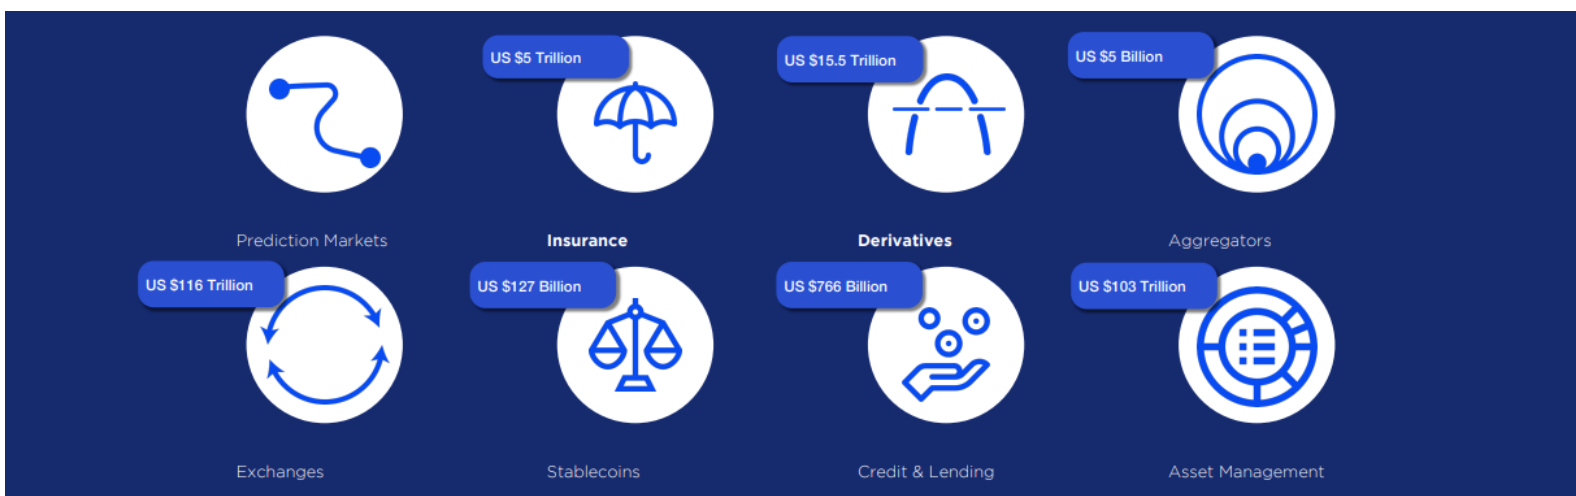 US $5 Trillion
US $15.5 Trillion
US $5 Billion
Prediction Markets
Insurance
Derivatives
Aggregators
US $116 Trillion
US $127 Billion
US $766 Billion
US $103 Trillion
Exchanges
Stablecoins
Credit & Lending
Asset Management